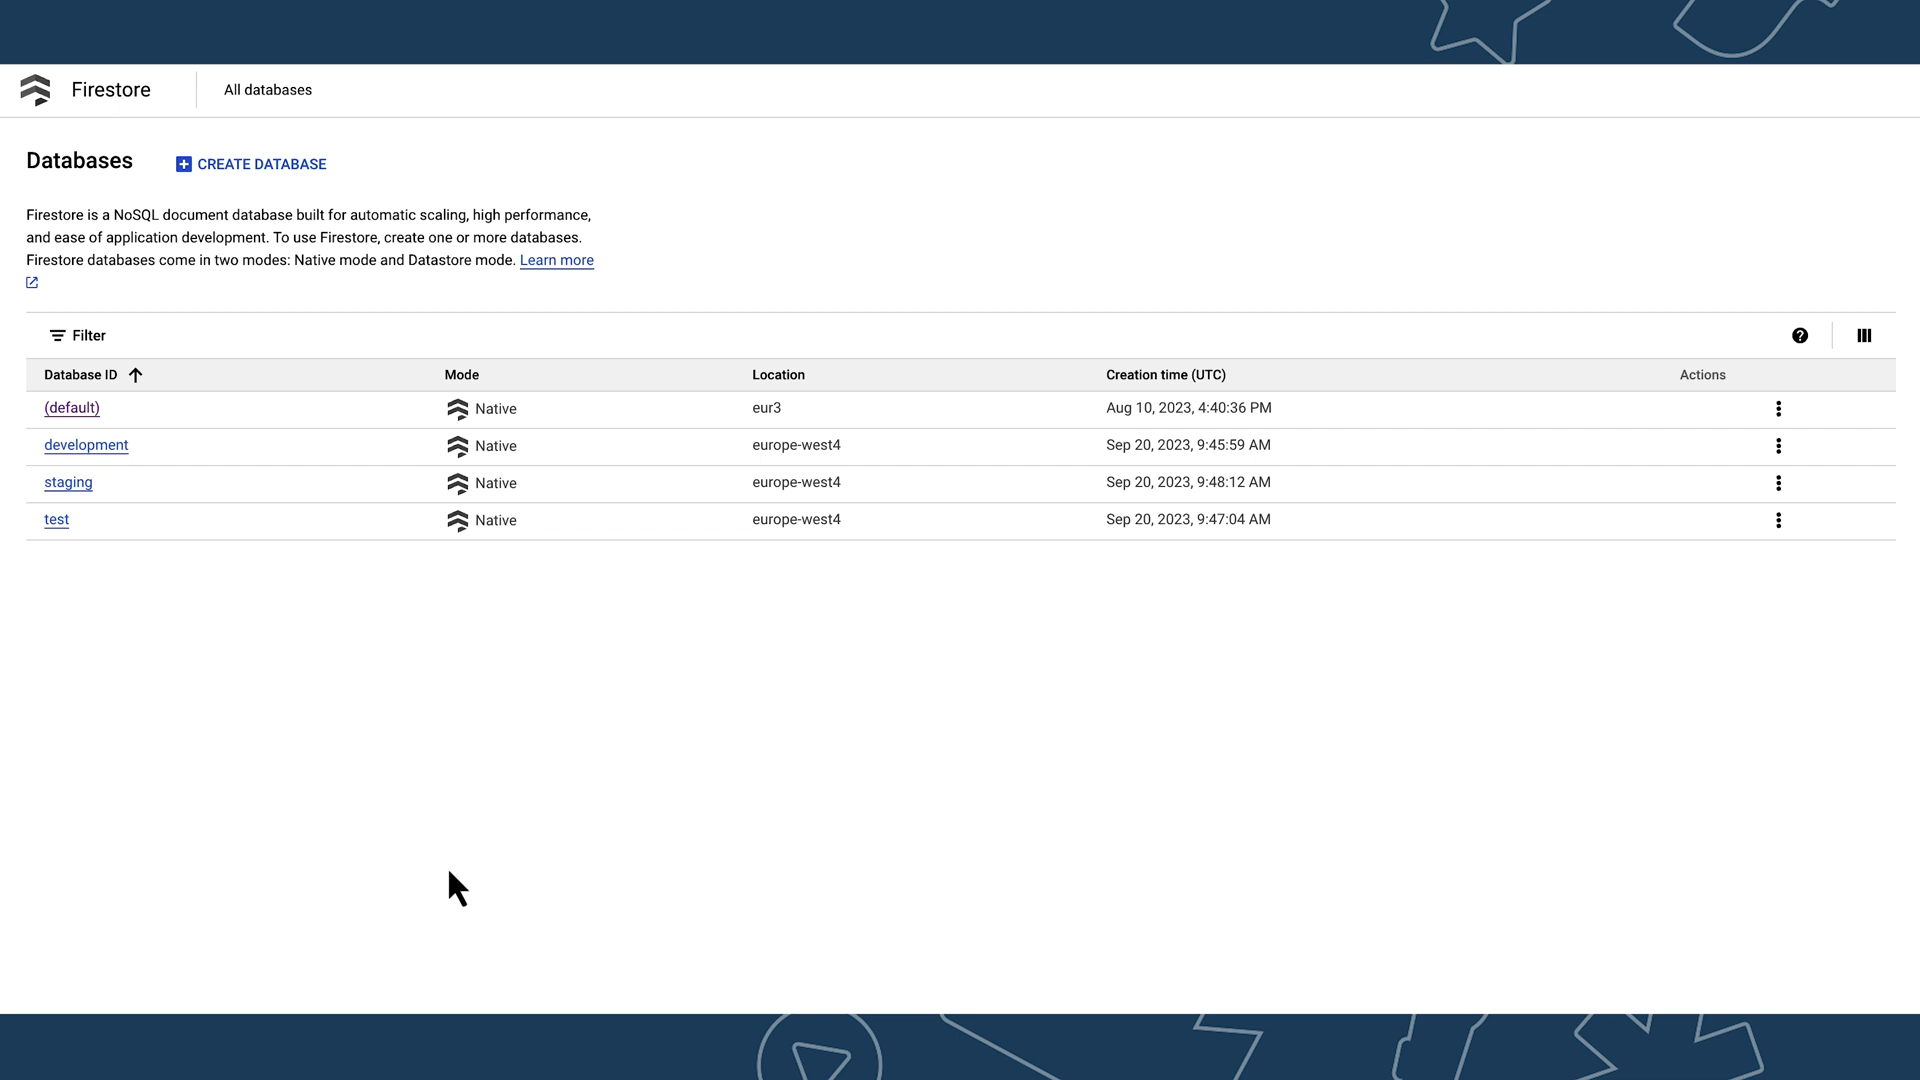 Firestore
All databases
Databases
CREATE DATABASE
Firestore is a NoSQL document database built for automatic scaling, high performance,
and ease of application development. To use Firestore, create one or more databases.
Firestore databases come in two modes: Native mode and Datastore mode. Learn more
Filter
Database ID Mode Location Creation time (UTC) Actions
(default) Native eur3 Aug 10, 2023, 4:40:36 PM
development Native europe-west4 Sep 20, 2023, 9:45:59 AM
staging Native europe-west4 Sep 20, 2023, 9:48:12 AM
test Native europe-west4 Sep 20, 2023, 9:47:04 AM